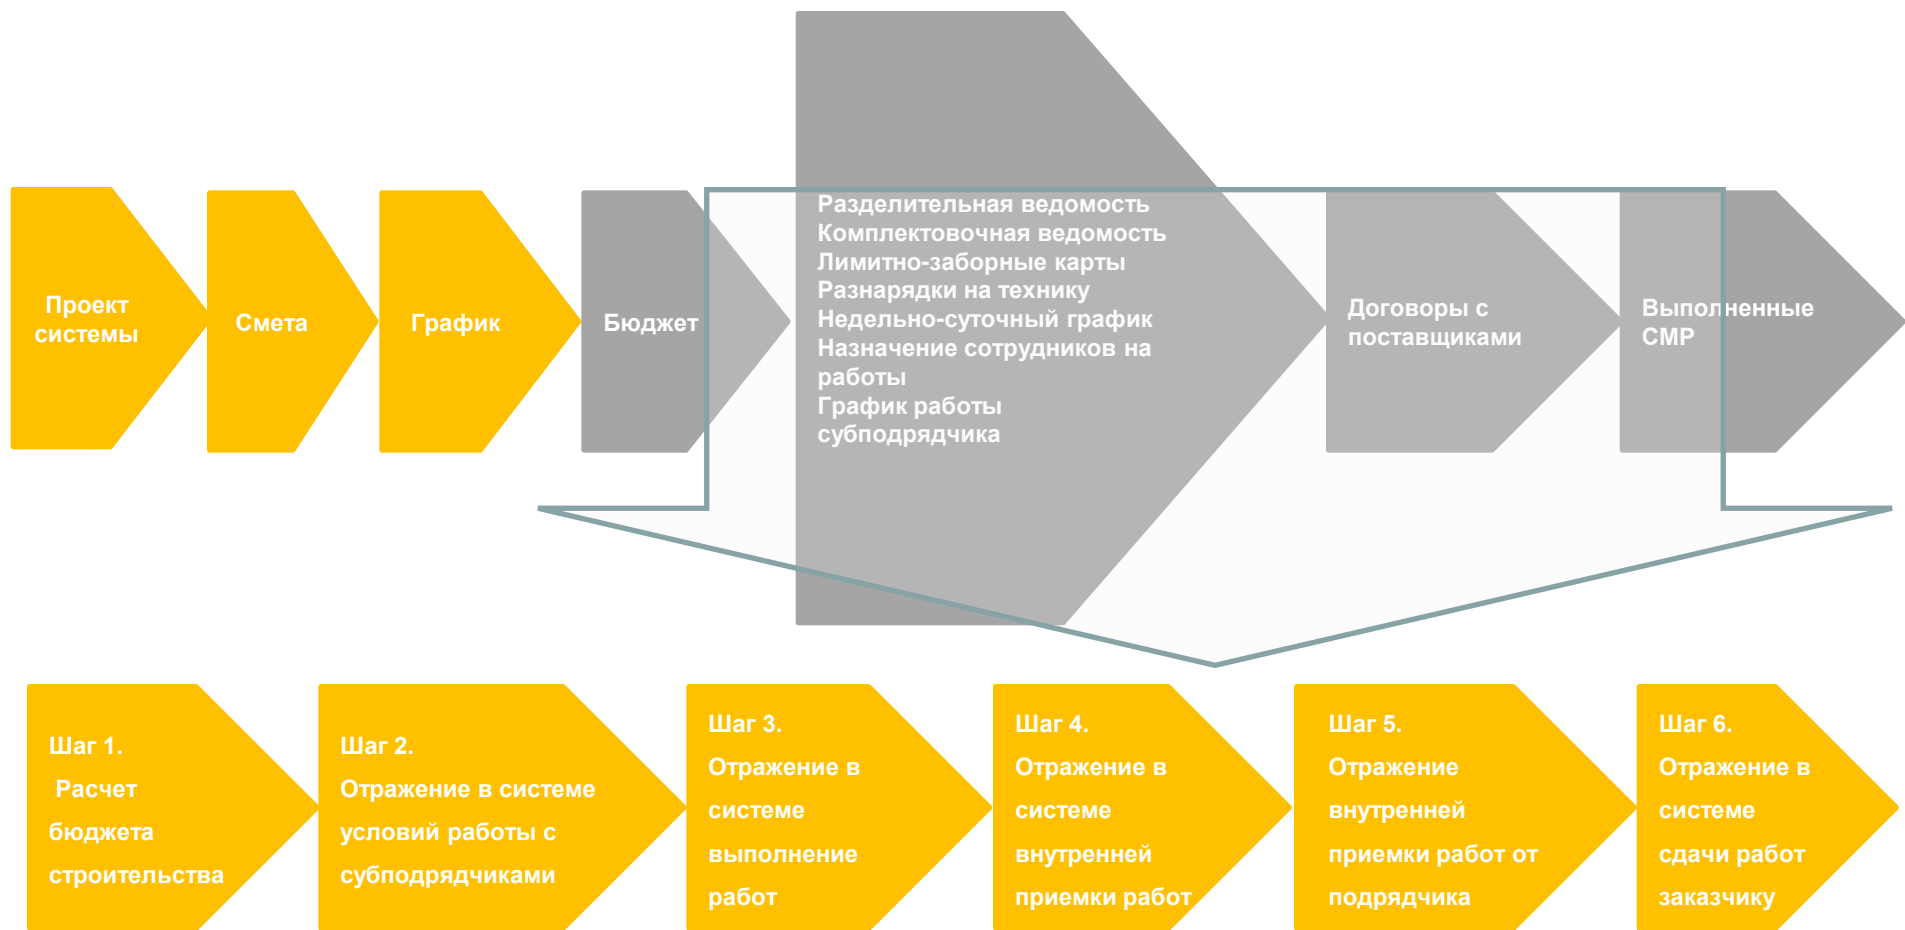 Проект
системы
Смета
График
Бюджет
Разделительная ведомость
Комплектовочная ведомость
Лимитно-заборные карты
Разнарядки на технику
Недельно-суточный график
Назначение сотрудников на
работы
График работы
субподрядчика
Договоры с
поставщиками
Выполненные
СМР
Шаг 1.
Расчет
бюджета
строительства
Шаг 2.
Отражение в системе
условий работы с
субподрядчиками
Шаг 3.
Отражение в
системе
выполнение
работ
Шаг 4.
Отражение в
системе
внутренней
приемки работ
Шаг 5.
Отражение
внутренней
приемки работ от
подрядчика
Шаг 6.
Отражение в
системе
сдачи работ
заказчику